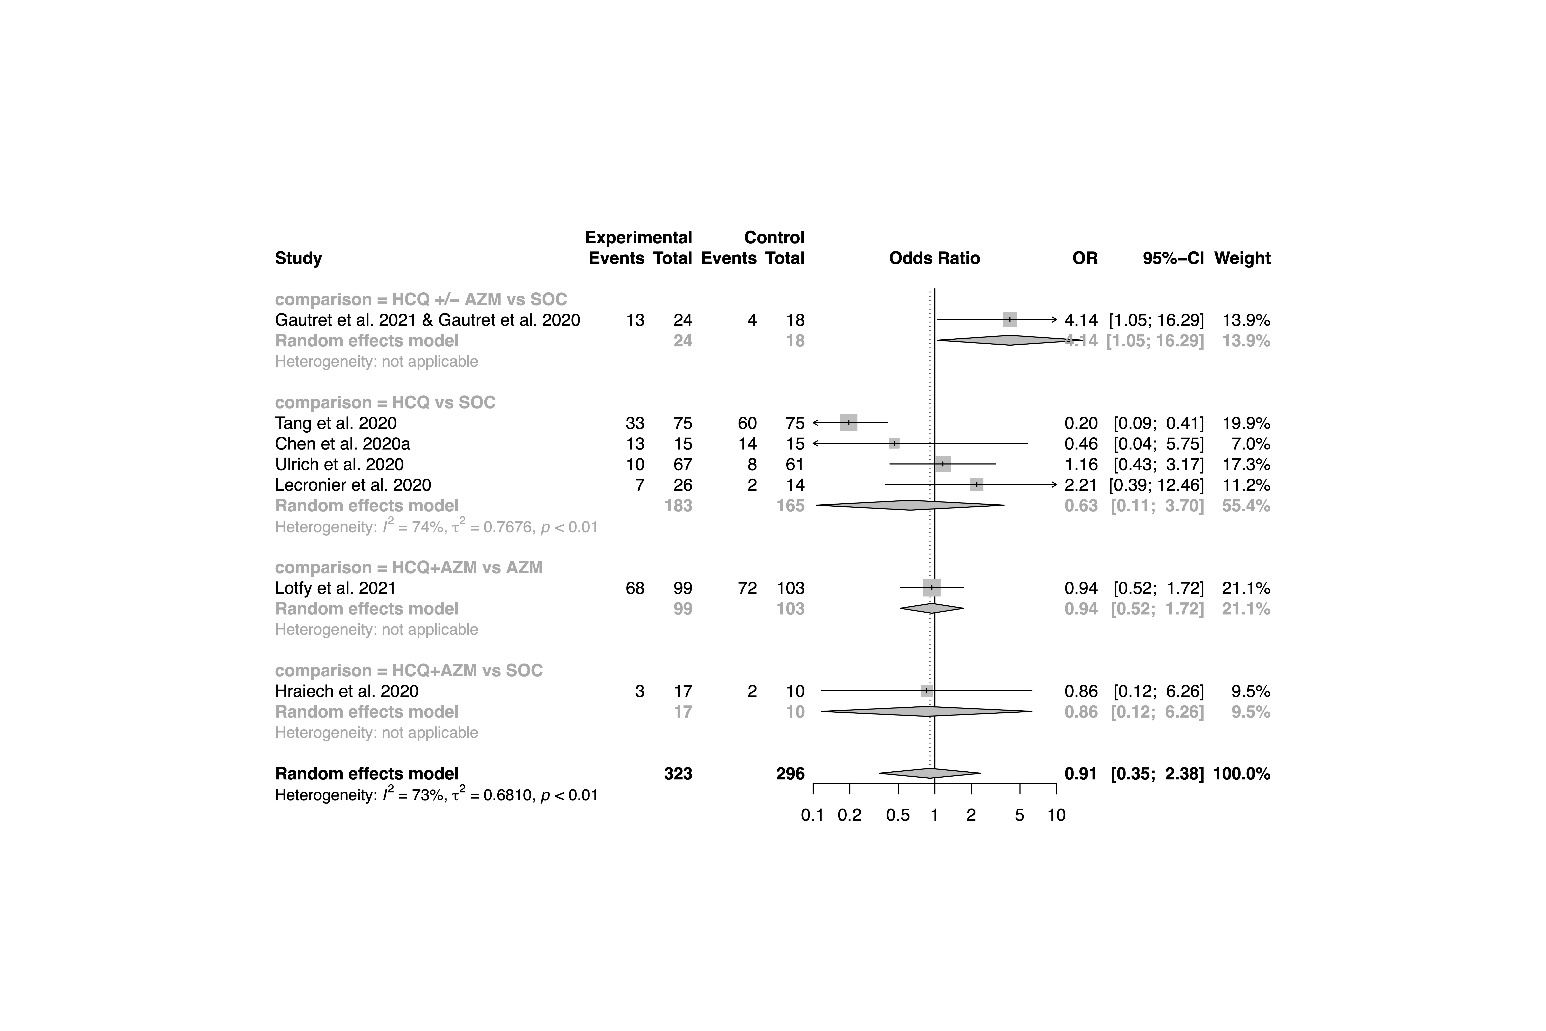 Experimental Control
Study Events Total Events Total Odds Ratio OR 95%−CI Weight
comparison = HCQ +/− AZM vs SOC
Gautret et al. 2021 & Gautret et al. 2020 13 24 4 18 4.14 [1.05; 16.29] 13.9%
Random effects model 24 18 4.14 [1.05; 16.29] 13.9%
Heterogeneity: not applicable
comparison = HCQ vs SOC
Tang et al. 2020 33 75 60 75 0.20 [0.09; 0.41] 19.9%
Chen et al. 2020a 13 15 14 15 0.46 [0.04; 5.75] 7.0%
Ulrich et al. 2020 10 67 8 61 1.16 [0.43; 3.17] 17.3%
Lecronier et al. 2020 7 26 2 14 2.21 [0.39; 12.46] 11.2%
Random effects model 183 165 0.63 [0.11; 3.70] 55.4%
Heterogeneity: I² = 74%, τ² = 0.7676, p < 0.01
comparison = HCQ+AZM vs AZM
Lotfy et al. 2021 68 99 72 103 0.94 [0.52; 1.72] 21.1%
Random effects model 99 103 0.94 [0.52; 1.72] 21.1%
Heterogeneity: not applicable
comparison = HCQ+AZM vs SOC
Hraiech et al. 2020 3 17 2 10 0.86 [0.12; 6.26] 9.5%
Random effects model 17 10 0.86 [0.12; 6.26] 9.5%
Heterogeneity: not applicable
Random effects model 323 296 0.91 [0.35; 2.38] 100.0%
Heterogeneity: I² = 73%, τ² = 0.6810, p < 0.01
0.1 0.2 0.5 1 2 5 10